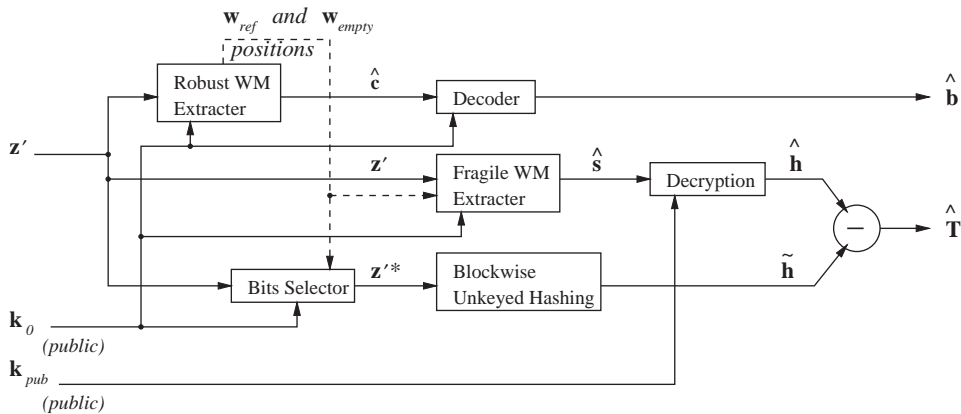 w_ref and w_empty
positions
Robust WM
Extracter
ĉ
Decoder
b̂
z′
z′
Fragile WM
Extracter
ŝ
Decryption
ĥ
−
T̂
Bits Selector
z′*
Blockwise
Unkeyed Hashing
h̃
k_0
(public)
k_pub
(public)